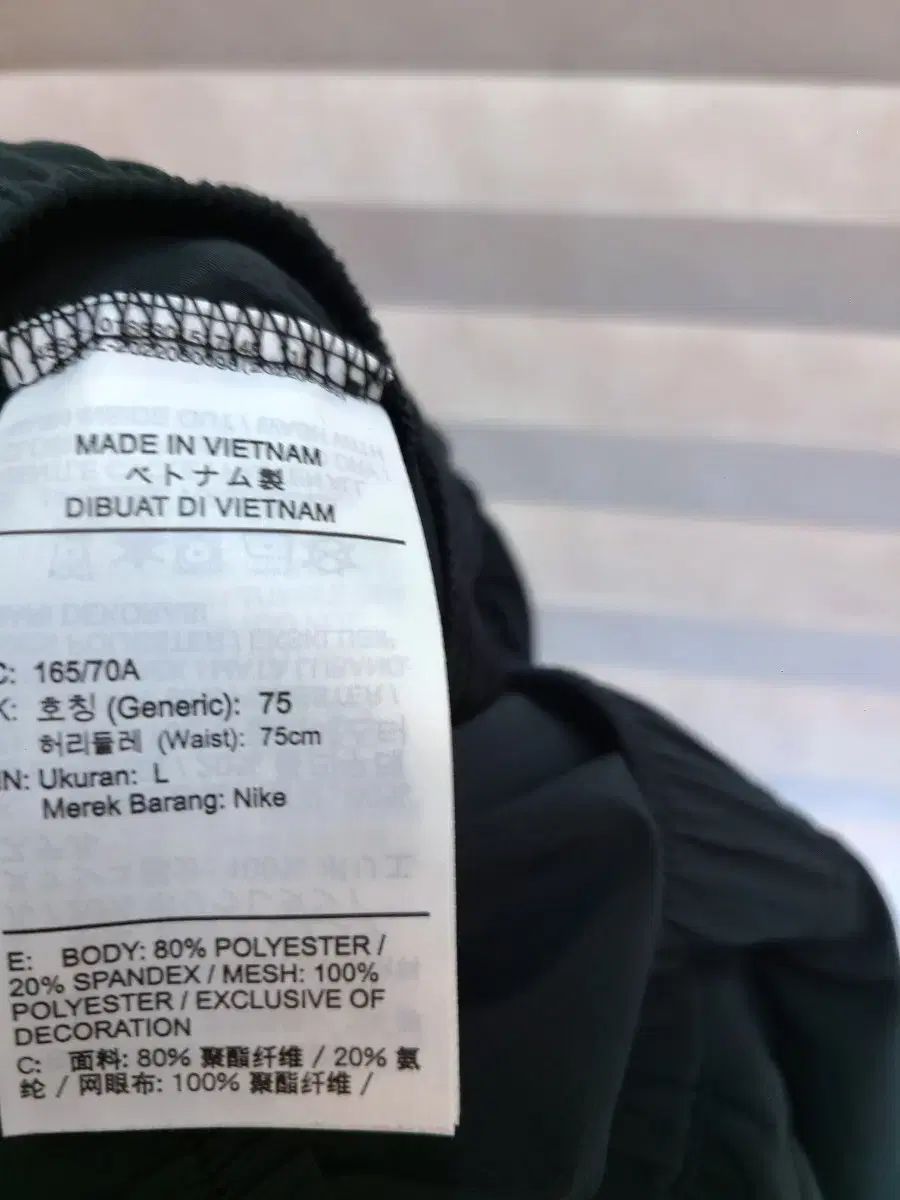 MADE IN VIETNAM
ベトナム製
DIBUAT DI VIETNAM
C: 165/70A
K: 호칭 (Generic): 75
허리둘레 (Waist): 75cm
IN: Ukuran: L
Merek Barang: Nike
E: BODY: 80% POLYESTER /
20% SPANDEX / MESH: 100%
POLYESTER / EXCLUSIVE OF
DECORATION
C: 面料: 80% 聚酯纤维 / 20% 氨
纶 / 网眼布: 100% 聚酯纤维 /